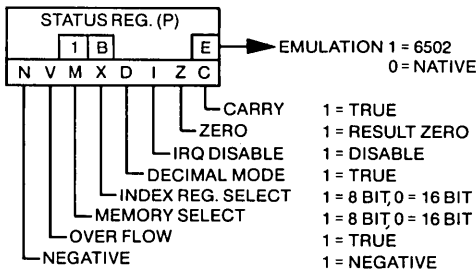 STATUS REG. (P)
1 B E EMULATION 1 = 6502
0 = NATIVE
N V M X D I Z C
CARRY 1 = TRUE
ZERO 1 = RESULT ZERO
IRQ DISABLE 1 = DISABLE
DECIMAL MODE 1 = TRUE
INDEX REG. SELECT 1 = 8 BIT, 0 = 16 BIT
MEMORY SELECT 1 = 8 BIT, 0 = 16 BIT
OVER FLOW 1 = TRUE
NEGATIVE 1 = NEGATIVE